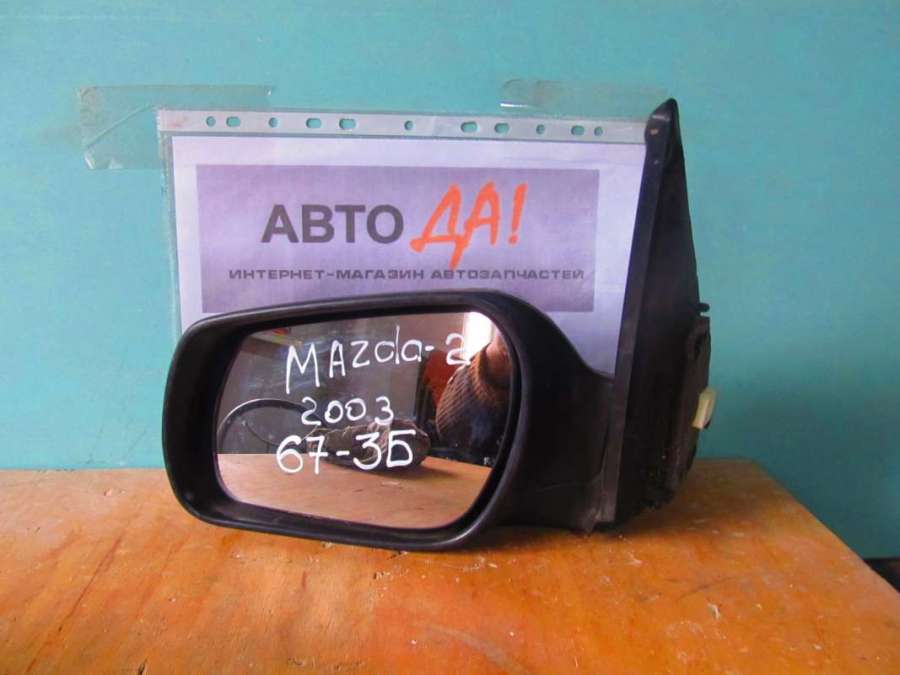 АВТО ДА!
ИНТЕРНЕТ-МАГАЗИН АВТОЗАПЧАСТЕЙ
MAZda-2
2003
67-3Б